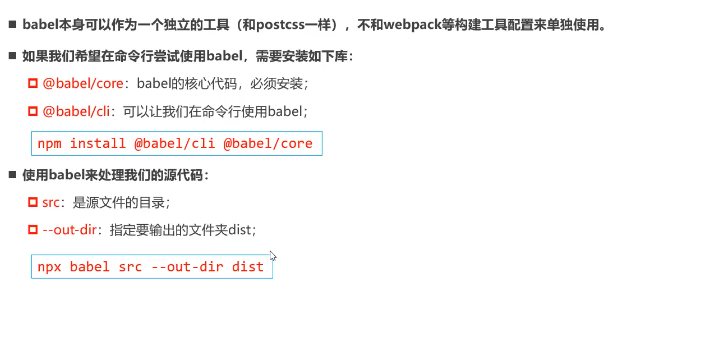 babel本身可以作为一个独立的工具（和postcss一样），不和webpack等构建工具配置来单独使用。
如果我们希望在命令行尝试使用babel，需要安装如下库：
@babel/core：babel的核心代码，必须安装；
@babel/cli：可以让我们在命令行使用babel；
npm install @babel/cli @babel/core
使用babel来处理我们的源代码：
src：是源文件的目录；
--out-dir：指定要输出的文件夹dist；
npx babel src --out-dir dist